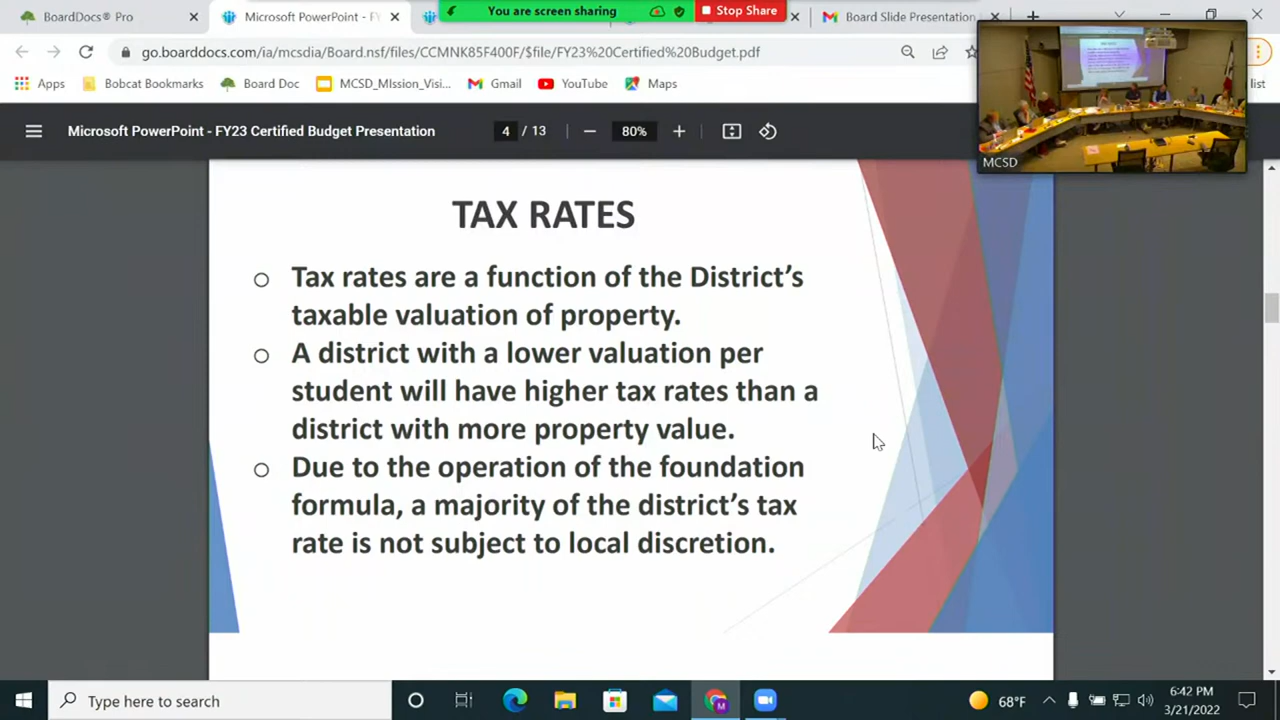 BoardDocs® Pro
Microsoft PowerPoint - F
You are screen sharing
Stop Share
Board Slide Presentation
go.boarddocs.com/ia/mcsdia/Board.nsf/files/CCMNK55F400F/$file/FY23%20Certified%20Budget.pdf
Apps
Bobcat Bookmarks
Board Doc
MCSD_Mission_Visi...
Gmail
YouTube
Maps
list
Microsoft PowerPoint - FY23 Certified Budget Presentation
4 / 13
80%
MCSD
TAX RATES
Tax rates are a function of the District’s
taxable valuation of property.
A district with a lower valuation per
student will have higher tax rates than a
district with more property value.
Due to the operation of the foundation
formula, a majority of the district’s tax
rate is not subject to local discretion.
Type here to search
68°F
6:42 PM
3/21/2022